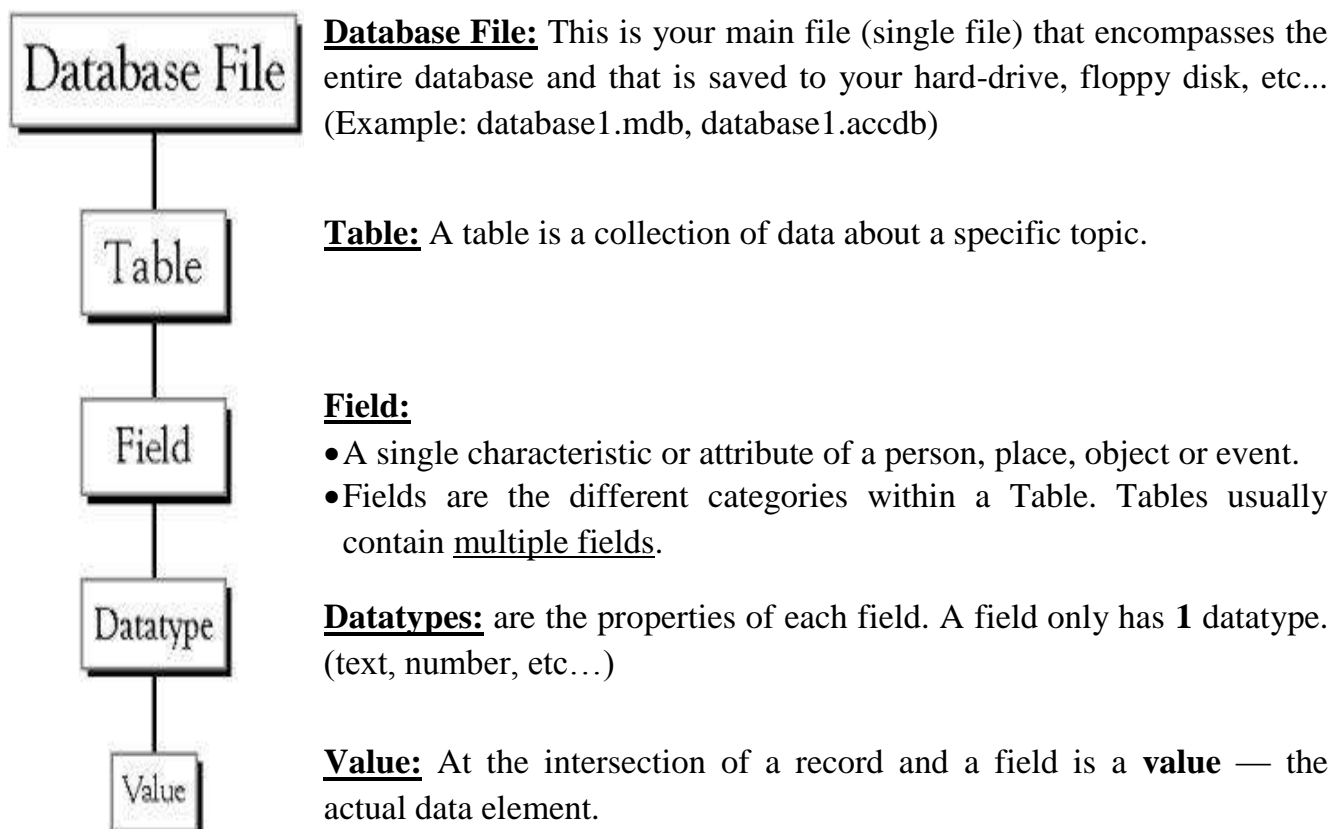 Database File
Database File: This is your main file (single file) that encompasses the
entire database and that is saved to your hard-drive, floppy disk, etc...
(Example: database1.mdb, database1.accdb)
Table
Table: A table is a collection of data about a specific topic.
Field
Field:
•A single characteristic or attribute of a person, place, object or event.
•Fields are the different categories within a Table. Tables usually
contain multiple fields.
Datatype
Datatypes: are the properties of each field. A field only has 1 datatype.
(text, number, etc…)
Value
Value: At the intersection of a record and a field is a value — the
actual data element.